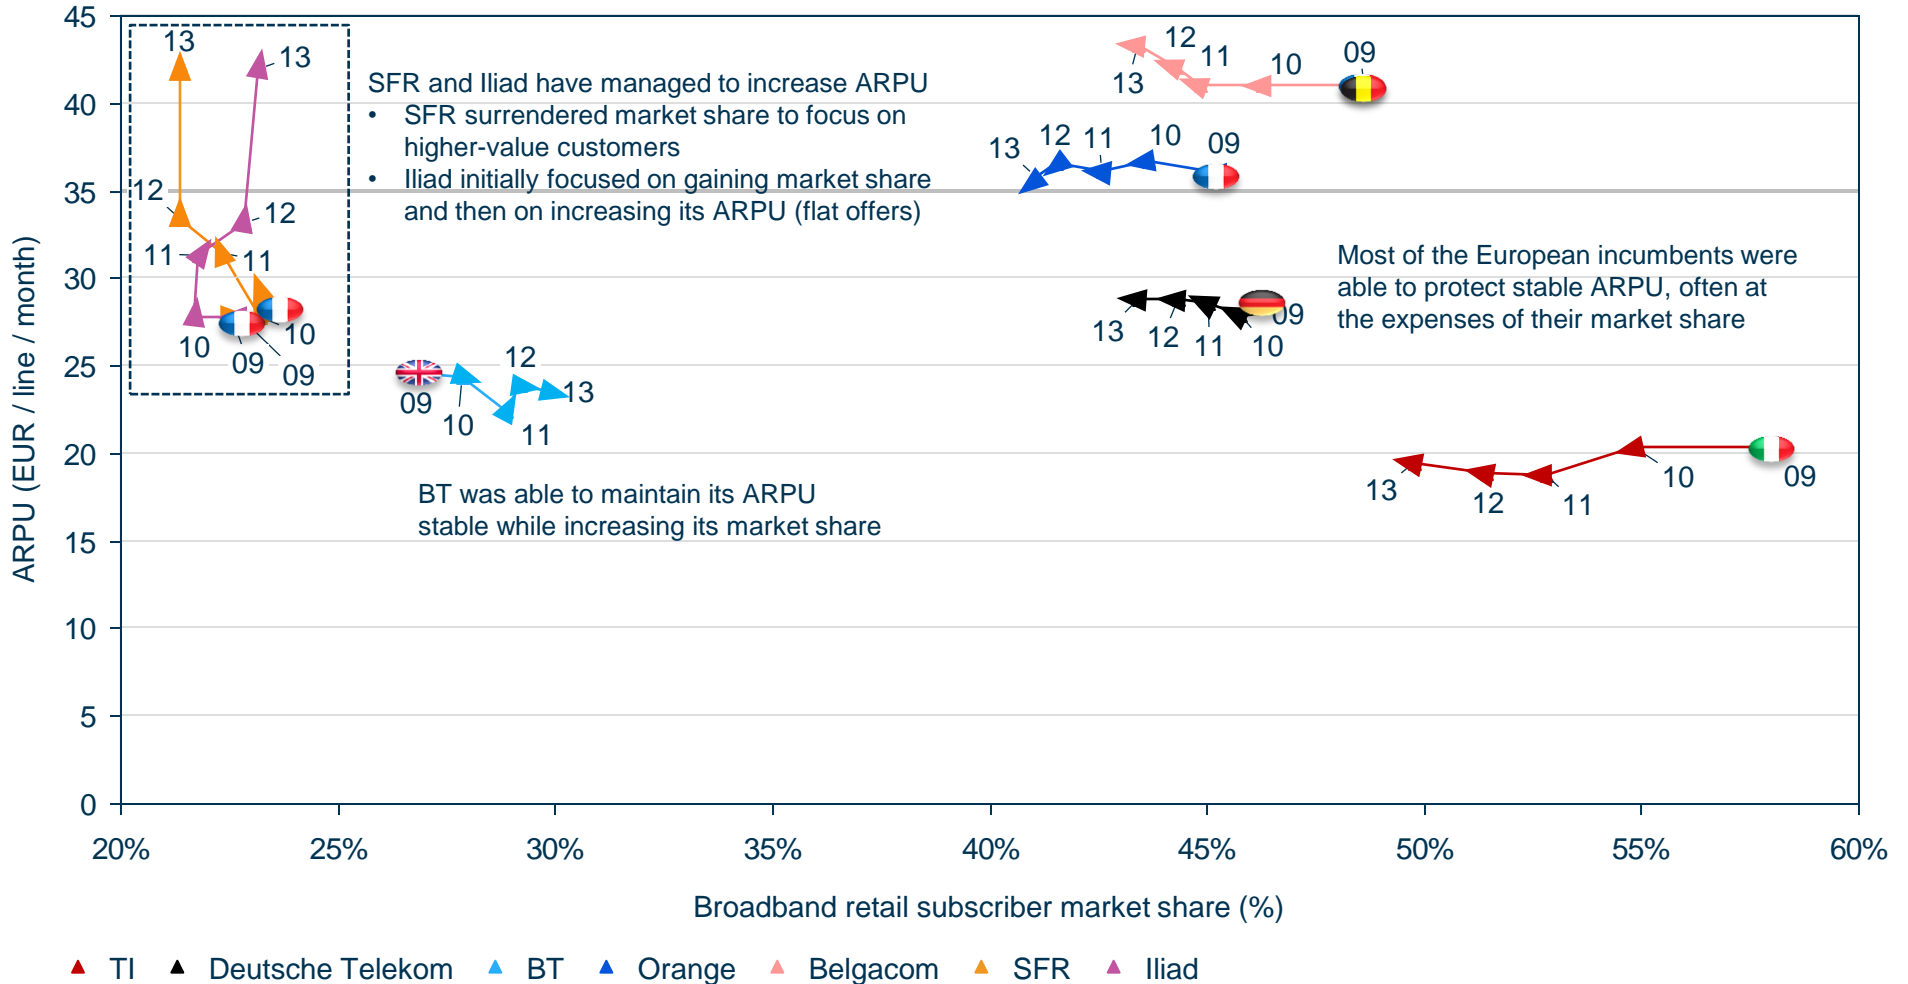 45
40
35
30
25
20
15
10
5
0
ARPU (EUR / line / month)
13
13
12
12
11
11
10
10
09
09
SFR and Iliad have managed to increase ARPU
• SFR surrendered market share to focus on
higher-value customers
• Iliad initially focused on gaining market share
and then on increasing its ARPU (flat offers)
12
11
10
09
13
13
12
11
10
09
Most of the European incumbents were
able to protect stable ARPU, often at
the expenses of their market share
13
12
11
10
09
09
10
11
12
13
BT was able to maintain its ARPU
stable while increasing its market share
13
12
11
10
09
20%
25%
30%
35%
40%
45%
50%
55%
60%
Broadband retail subscriber market share (%)
TI
Deutsche Telekom
BT
Orange
Belgacom
SFR
Iliad